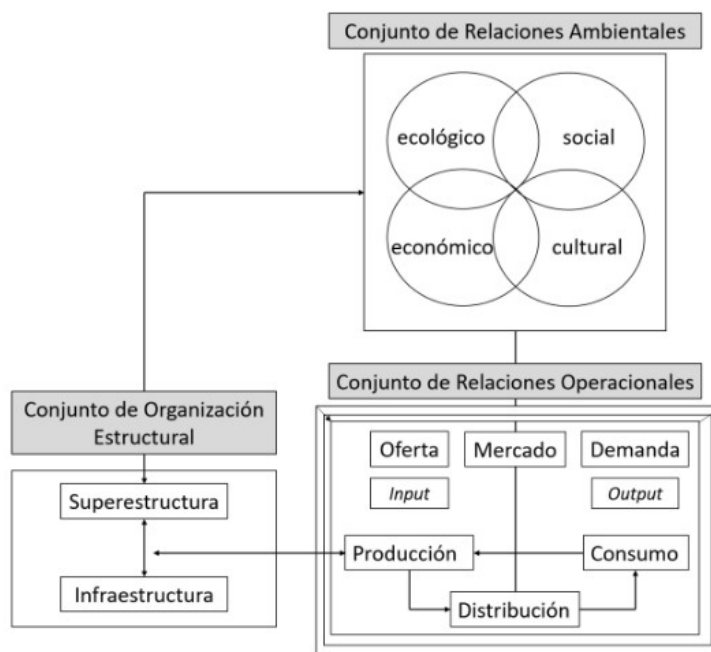 Conjunto de Relaciones Ambientales
ecológico
social
económico
cultural
Conjunto de Relaciones Operacionales
Conjunto de Organización
Estructural
Oferta
Mercado
Demanda
Input
Output
Superestructura
Producción
Consumo
Infraestructura
Distribución